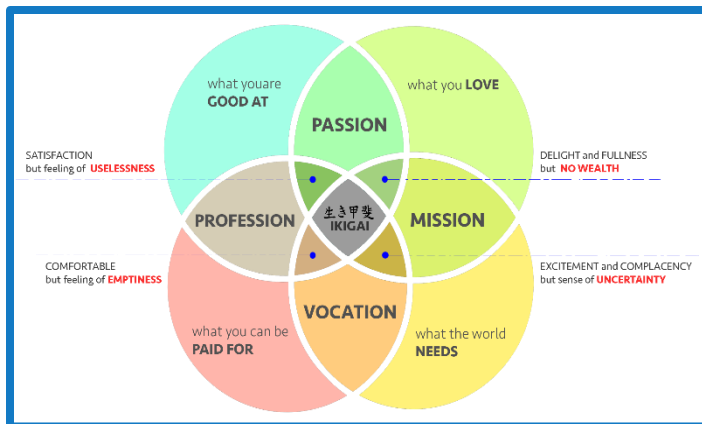 what youare
GOOD AT
what you LOVE
PASSION
SATISFACTION
but feeling of USELESSNESS
DELIGHT and FULLNESS
but NO WEALTH
PROFESSION
生き甲斐
IKIGAI
MISSION
COMFORTABLE
but feeling of EMPTINESS
EXCITEMENT and COMPLACENCY
but sense of UNCERTAINTY
VOCATION
what you can be
PAID FOR
what the world
NEEDS